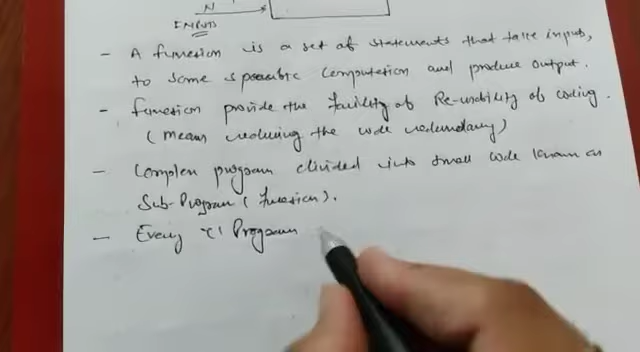 N
INPUTS
- A function is a set of statements that take inputs,
to some specific Computation and produce output.
- function provide the facility of Re-usbility of coding.
(means reducing the code redundancy)
- Complex program divided into small code known as
Sub-Program (function).
- Every 'C' Program